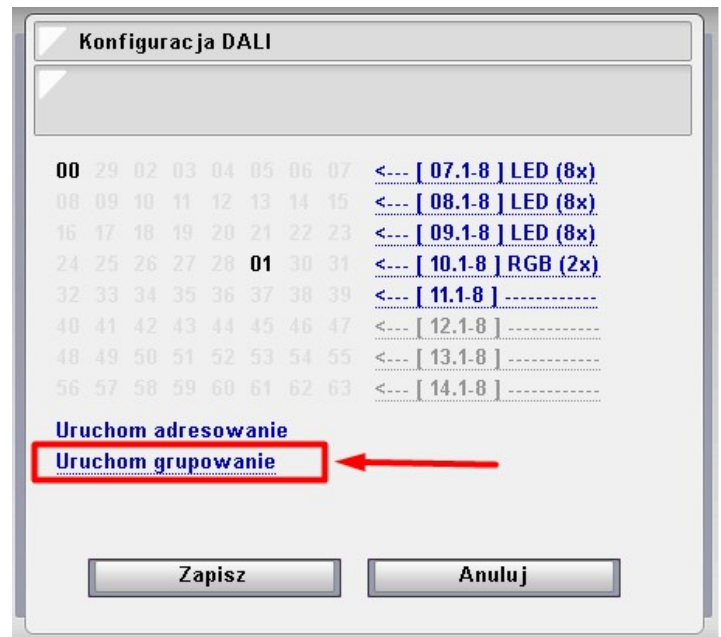 Konfiguracja DALI
00 29 02 03 04 05 06 07 <--- [ 07.1-8 ] LED (8x)
08 09 10 11 12 13 14 15 <--- [ 08.1-8 ] LED (8x)
16 17 18 19 20 21 22 23 <--- [ 09.1-8 ] LED (8x)
24 25 26 27 28 01 30 31 <--- [ 10.1-8 ] RGB (2x)
32 33 34 35 36 37 38 39 <--- [ 11.1-8 ] ------------
40 41 42 43 44 45 46 47 <--- [ 12.1-8 ] ------------
48 49 50 51 52 53 54 55 <--- [ 13.1-8 ] ------------
56 57 58 59 60 61 62 63 <--- [ 14.1-8 ] ------------
Uruchom adresowanie
Uruchom grupowanie
Zapisz Anuluj